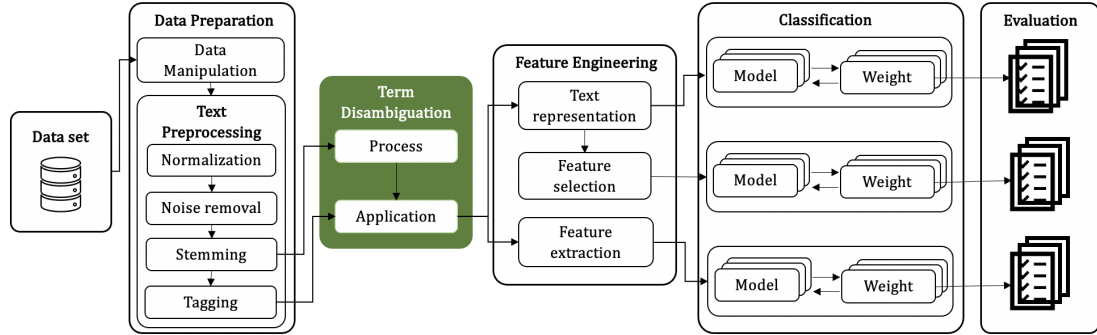 Data set
Data Preparation
Data
Manipulation
Text
Preprocessing
Normalization
Noise removal
Stemming
Tagging
Term
Disambiguation
Process
Application
Feature Engineering
Text
representation
Feature
selection
Feature
extraction
Classification
Model
Weight
Model
Weight
Model
Weight
Evaluation